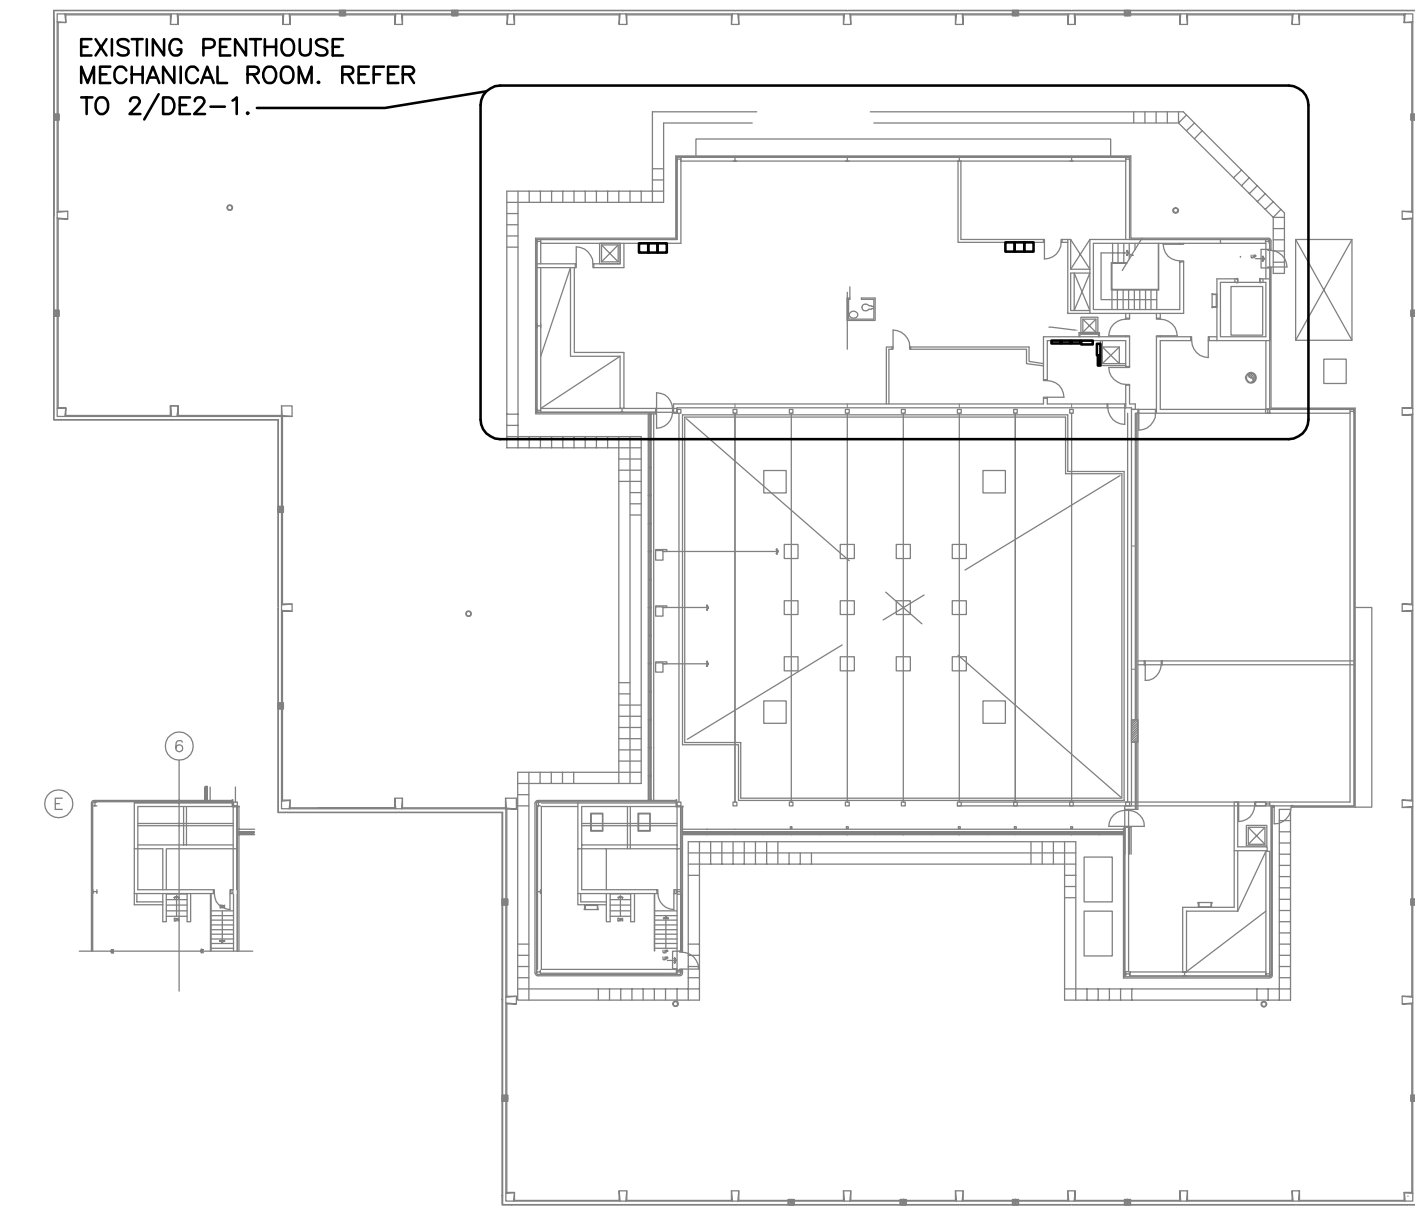 EXISTING PENTHOUSE
MECHANICAL ROOM. REFER
TO 2/DE2-1.
6
E